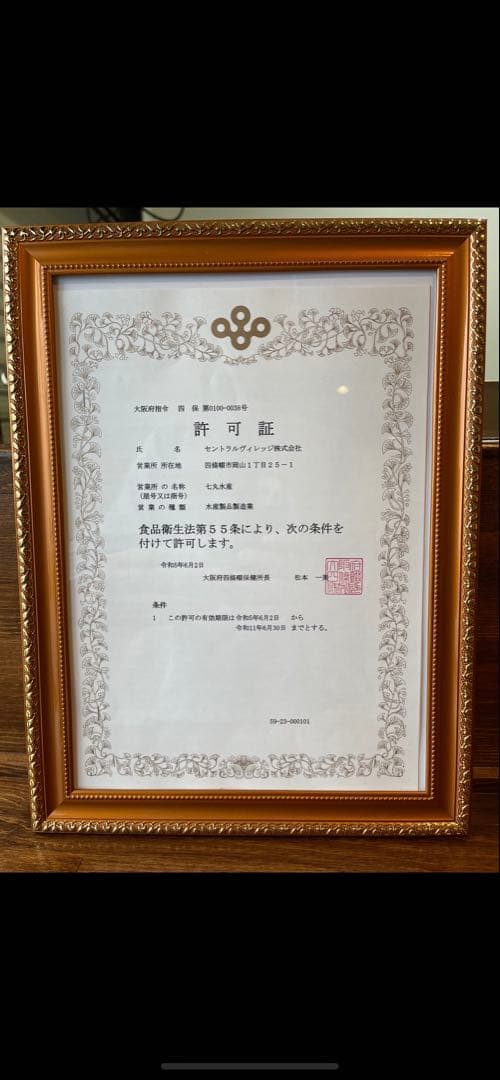 大阪府指令 四 保 第0100-0038号
許 可 証
氏 名 セントラルヴィレッジ株式会社
営業所 所在地 四條畷市岡山1丁目25-1
営業所 の 名称 七丸水産
(屋号又は商号)
営 業 の 種 類 水産製品製造業
食品衛生法第55条により、次の条件を
付けて許可します。
令和5年6月2日
大阪府四條畷保健所長 松本 一美
条件
1 この許可の有効期限は令和5年6月2日 から
令和11年6月30日 までとする。
59-23-000101